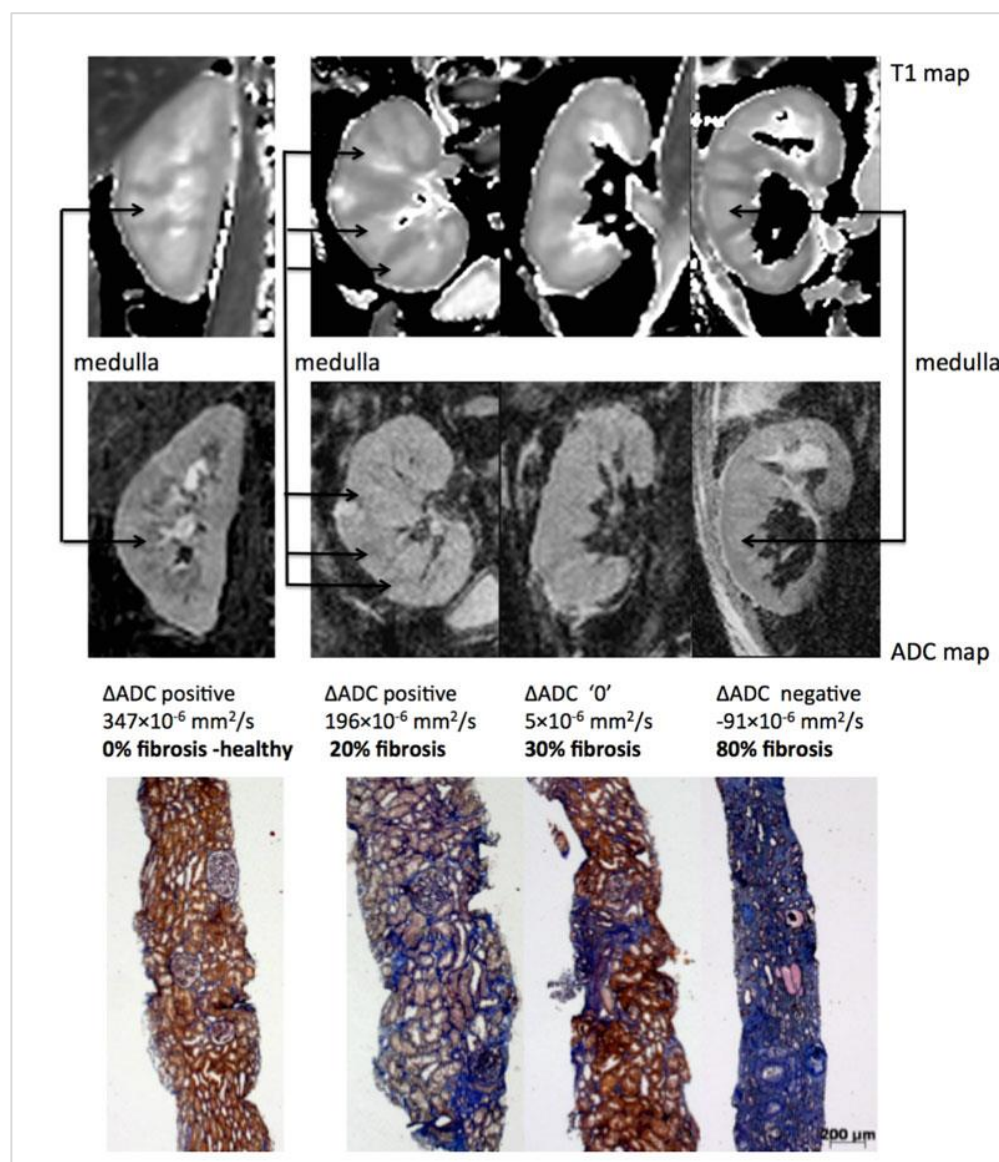 T1 map
medulla
medulla
medulla
ADC map
ΔADC positive
347×10⁻⁶ mm²/s
0% fibrosis -healthy
ΔADC positive
196×10⁻⁶ mm²/s
20% fibrosis
ΔADC '0'
5×10⁻⁶ mm²/s
30% fibrosis
ΔADC negative
-91×10⁻⁶ mm²/s
80% fibrosis
200 µm